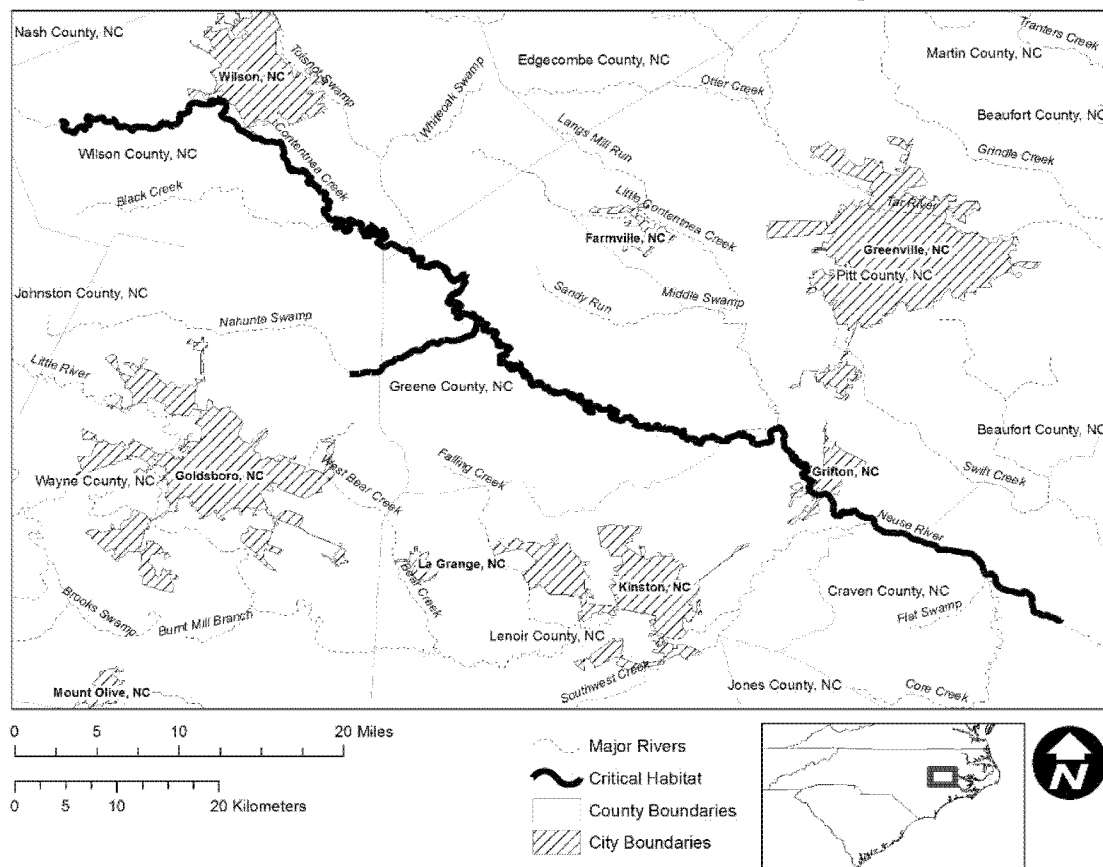 Nash County, NC
Wilson, NC
Toisnot Swamp
Whiteoak Swamp
Edgecombe County, NC
Otter Creek
Martin County, NC
Tranters Creek
Beaufort County, NC
Grindle Creek
Wilson County, NC
Contentnea Creek
Black Creek
Langs Mill Run
Little Contentnea Creek
Farmville, NC
Tar River
Greenville, NC
Pitt County, NC
Johnston County, NC
Nahunta Swamp
Sandy Run
Middle Swamp
Little River
Greene County, NC
Beaufort County, NC
Wayne County, NC
Goldsboro, NC
West Bear Creek
Falling Creek
Grifton, NC
Swift Creek
Neuse River
La Grange, NC
Kinston, NC
Craven County, NC
Flat Swamp
Brooks Swamp
Burnt Mill Branch
Lenoir County, NC
Southwest Creek
Mount Olive, NC
Jones County, NC
Core Creek
0 5 10 20 Miles
0 5 10 20 Kilometers
Major Rivers
Critical Habitat
County Boundaries
City Boundaries
N